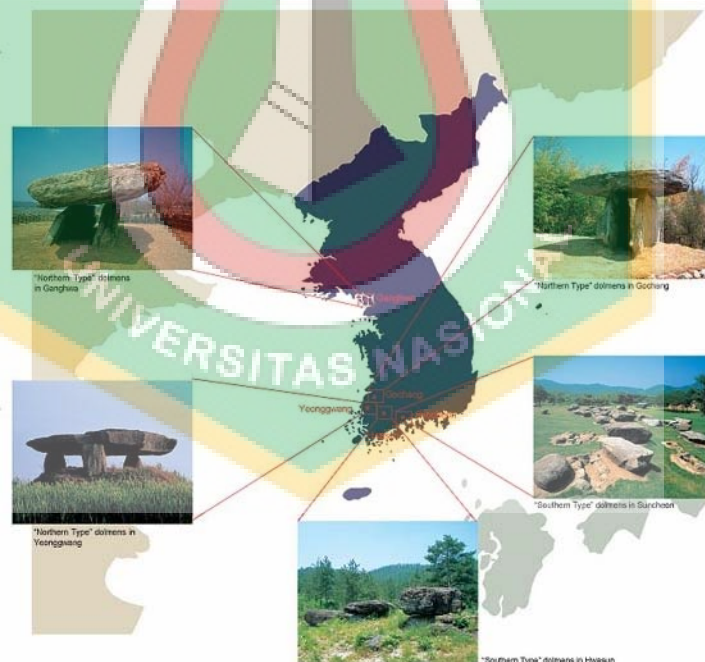 "Northern Type" dolmens
in Ganghwa
"Northern Type" dolmens in Gochang
Ganghwa
UNIVERSITAS NASIONAL
Gochang
Yeonggwang
"Southern Type" dolmens in Suncheon
"Northern Type" dolmens in
Yeonggwang
"Southern Type" dolmens in Hwasun